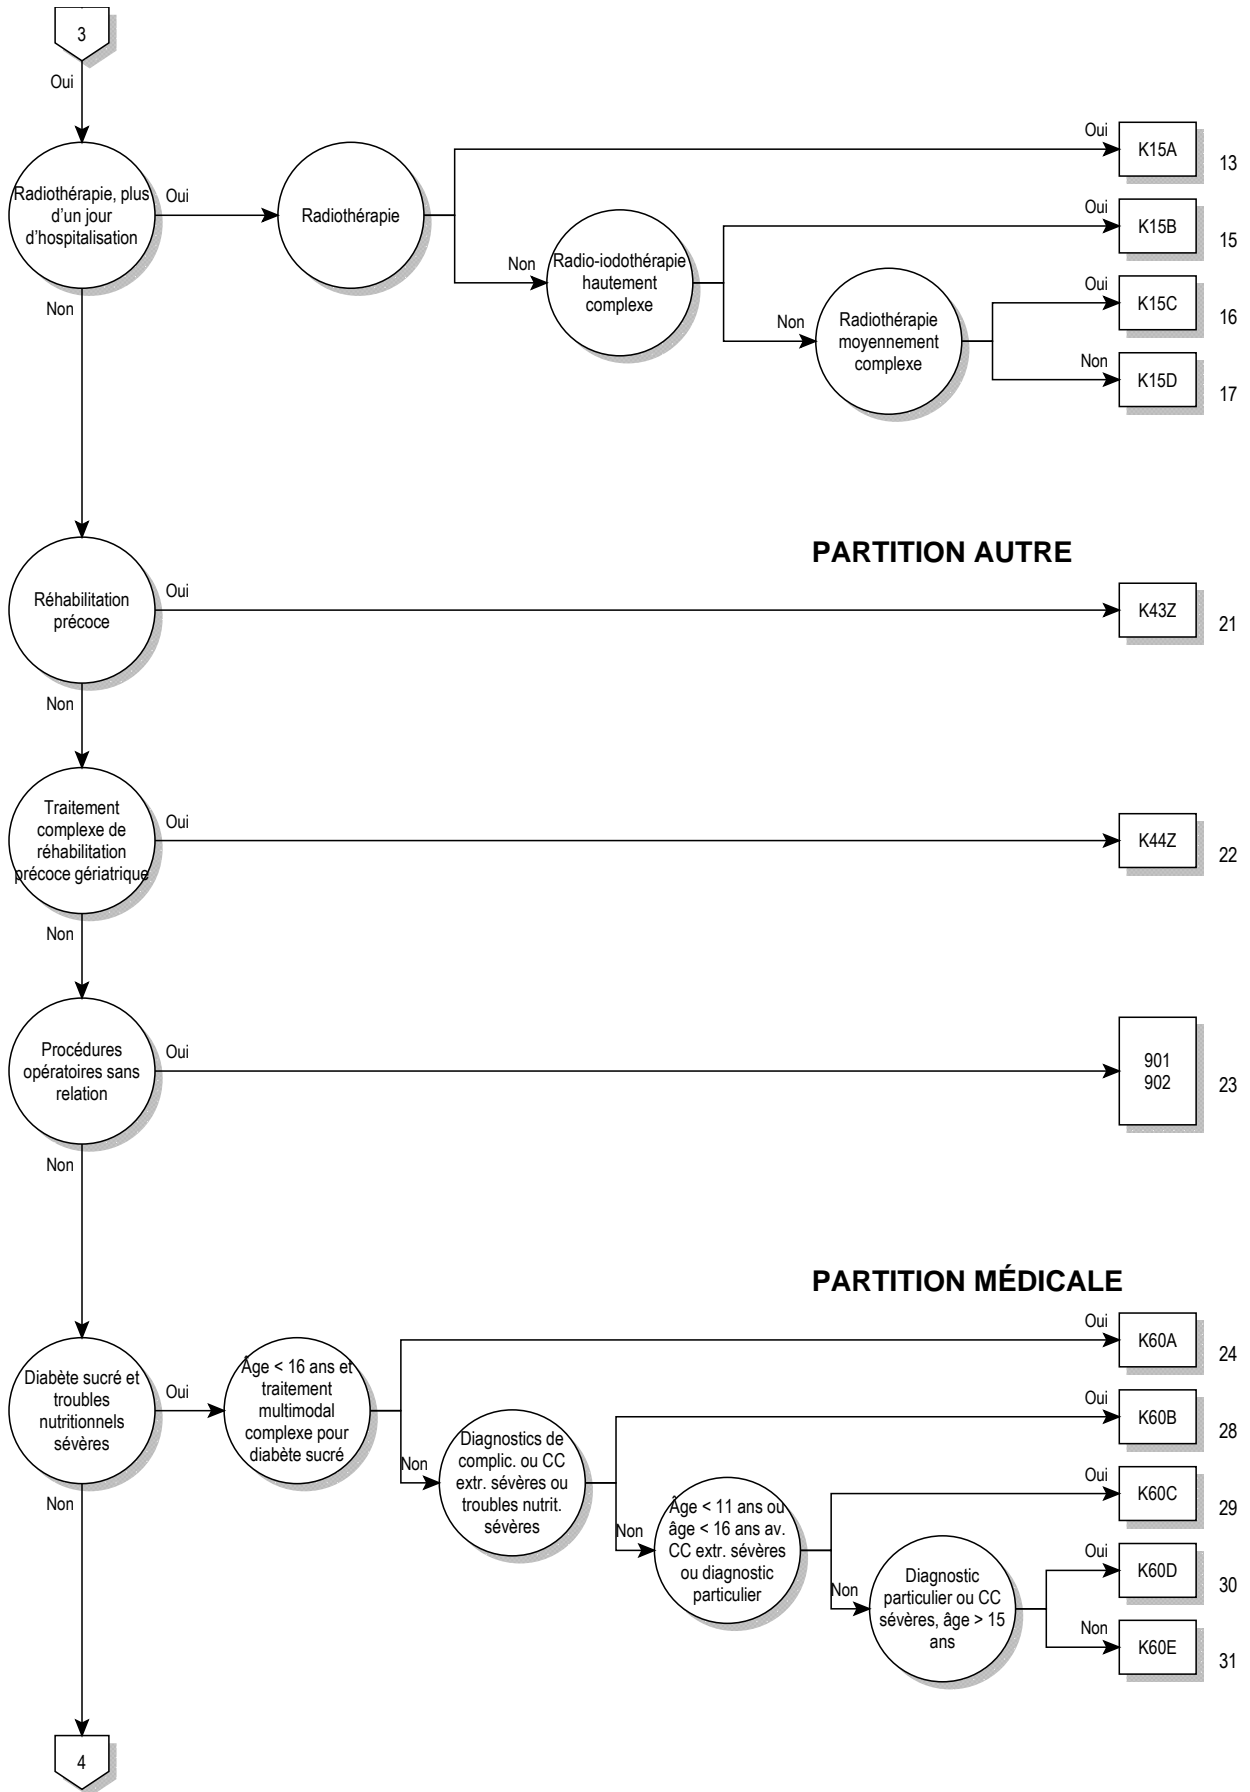 3
Oui
Radiothérapie, plus
d'un jour
d'hospitalisation
Oui
Radiothérapie
Oui
K15A
13
Non
Radio-iodothérapie
hautement
complexe
Oui
K15B
15
Non
Radiothérapie
moyennement
complexe
Oui
K15C
16
Non
K15D
17
Non
PARTITION AUTRE
Réhabilitation
précoce
Oui
K43Z
21
Non
Traitement
complexe de
réhabilitation
précoce gériatrique
Oui
K44Z
22
Non
Procédures
opératoires sans
relation
Oui
901
902
23
Non
PARTITION MÉDICALE
Diabète sucré et
troubles
nutritionnels
sévères
Oui
Âge < 16 ans et
traitement
multimodal
complexe pour
diabète sucré
Oui
K60A
24
Non
Diagnostics de
complic. ou CC
extr. sévères ou
troubles nutrit.
sévères
Oui
K60B
28
Non
Âge < 11 ans ou
âge < 16 ans av.
CC extr. sévères
ou diagnostic
particulier
Oui
K60C
29
Non
Diagnostic
particulier ou CC
sévères, âge > 15
ans
Oui
K60D
30
Non
K60E
31
Non
4